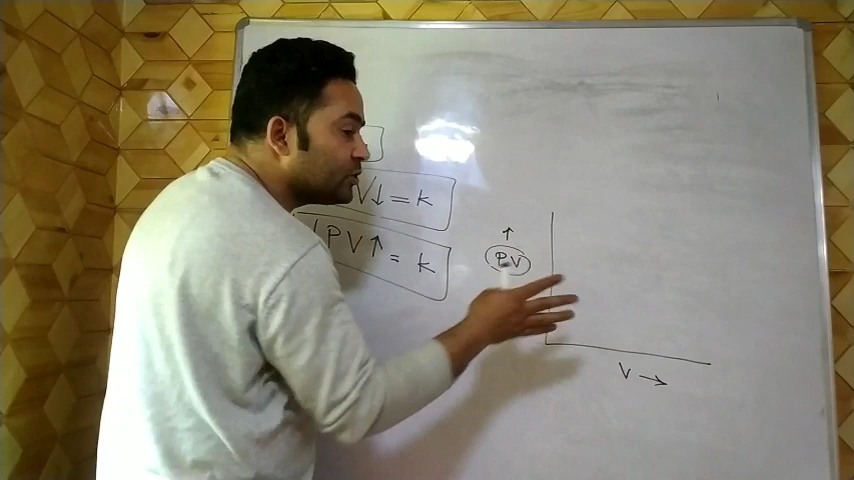 V↓ = k
↓PV↑ = k
↑
PV
V →